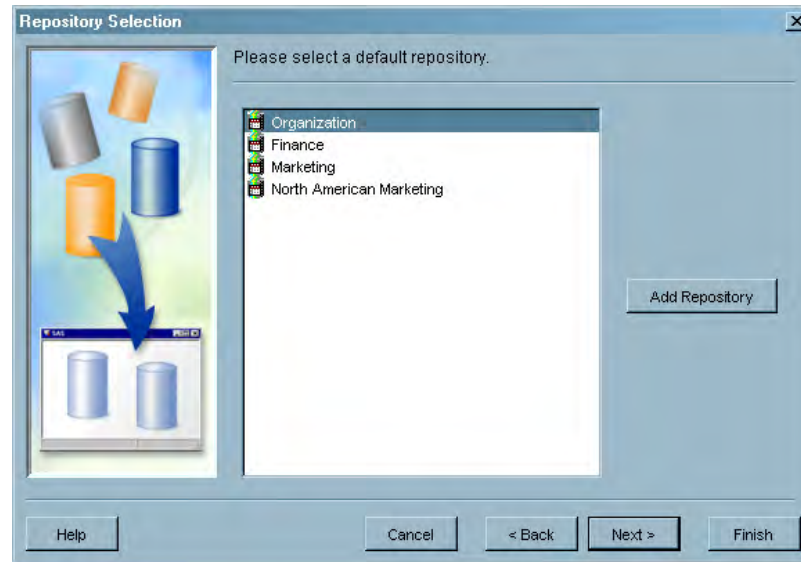 Repository Selection
Please select a default repository.
Organization
Finance
Marketing
North American Marketing
Add Repository
SAS
Help
Cancel
< Back
Next >
Finish